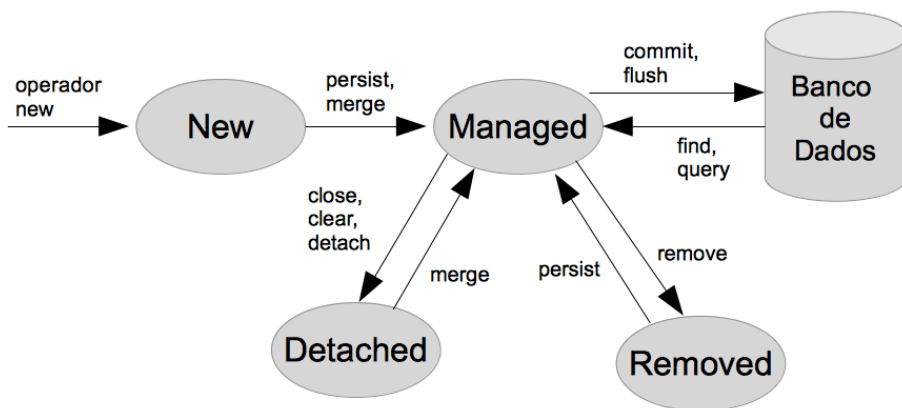 operador
new
New
persist,
merge
Managed
commit,
flush
find,
query
Banco
de
Dados
close,
clear,
detach
merge
persist
remove
Detached
Removed